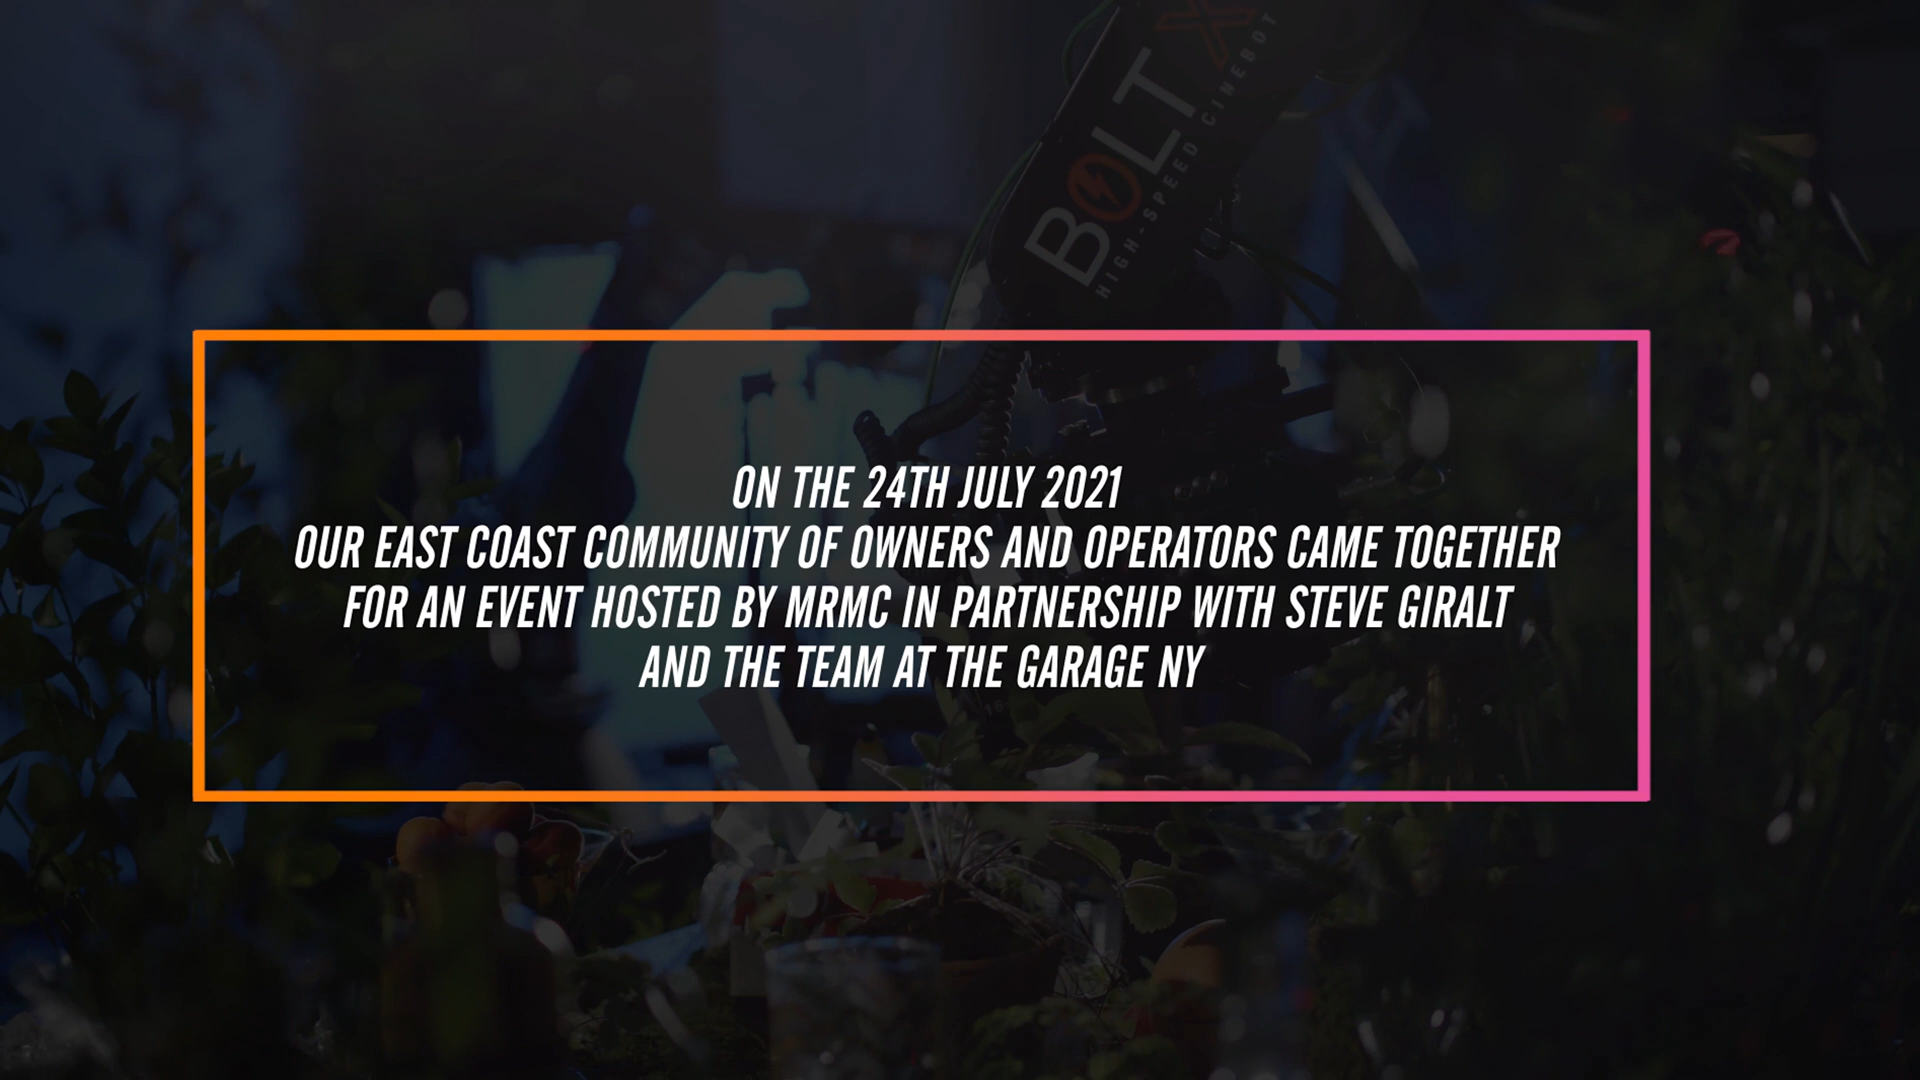 BOLT X
HIGH-SPEED CINEBOT
ON THE 24TH JULY 2021
OUR EAST COAST COMMUNITY OF OWNERS AND OPERATORS CAME TOGETHER
FOR AN EVENT HOSTED BY MRMC IN PARTNERSHIP WITH STEVE GIRALT
AND THE TEAM AT THE GARAGE NY